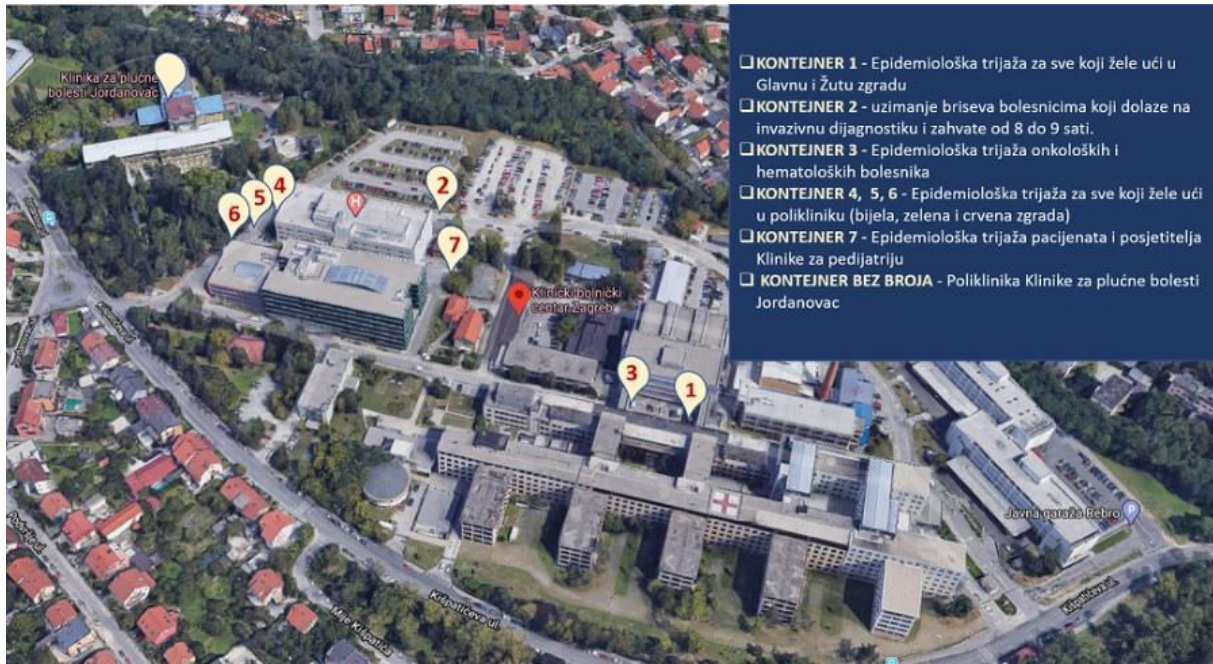 Klinika za plućne
bolesti Jordanovac
4
5
6
2
7
Klinički bolnički
centar Zagreb
3
1
Javna garaža Rebro
Kišpatićeva ul
Mije Kišpatića
Kišpatićeva ul.
❑ KONTEJNER 1 - Epidemiološka trijaža za sve koji žele ući u
Glavnu i Žutu zgradu
❑ KONTEJNER 2 - uzimanje briseva bolesnicima koji dolaze na
invazivnu dijagnostiku i zahvate od 8 do 9 sati.
❑ KONTEJNER 3 - Epidemiološka trijaža onkoloških i
hematoloških bolesnika
❑ KONTEJNER 4, 5, 6 - Epidemiološka trijaža za sve koji žele ući
u polikliniku (bijela, zelena i crvena zgrada)
❑ KONTEJNER 7 - Epidemiološka trijaža pacijenata i posjetitelja
Klinike za pedijatriju
❑ KONTEJNER BEZ BROJA - Poliklinika Klinike za plućne bolesti
Jordanovac